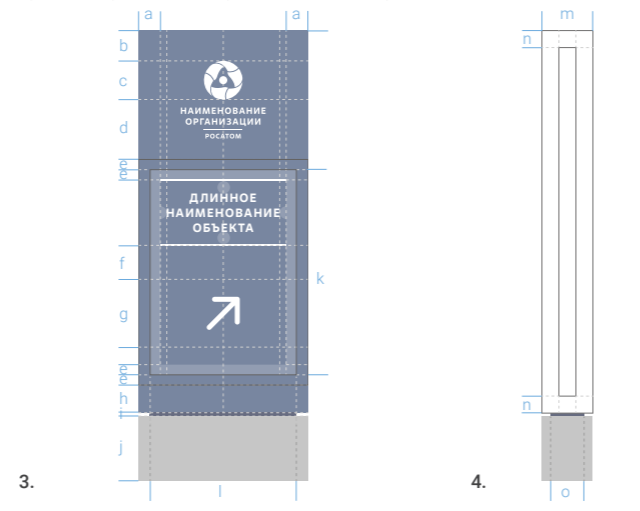 a a m
b n
c
НАИМЕНОВАНИЕ
ОРГАНИЗАЦИИ
d
РОСАТОМ
e
e
ДЛИННОЕ
НАИМЕНОВАНИЕ
ОБЪЕКТА
f
k
g
e
e
h n
i
j
3. 4.
l o